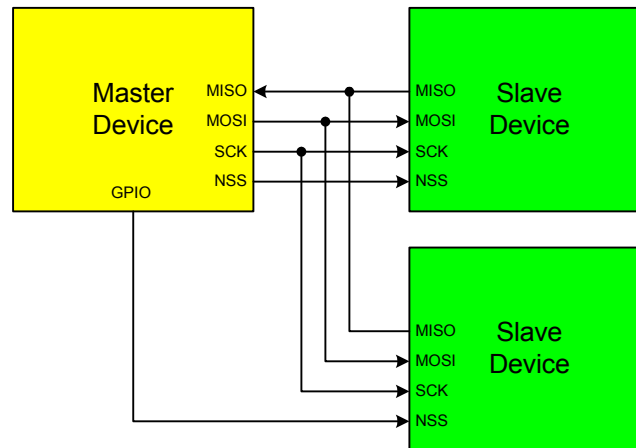 Master
Device
MISO
MOSI
SCK
NSS
GPIO
MISO
MOSI
SCK
NSS
Slave
Device
MISO
MOSI
SCK
NSS
Slave
Device